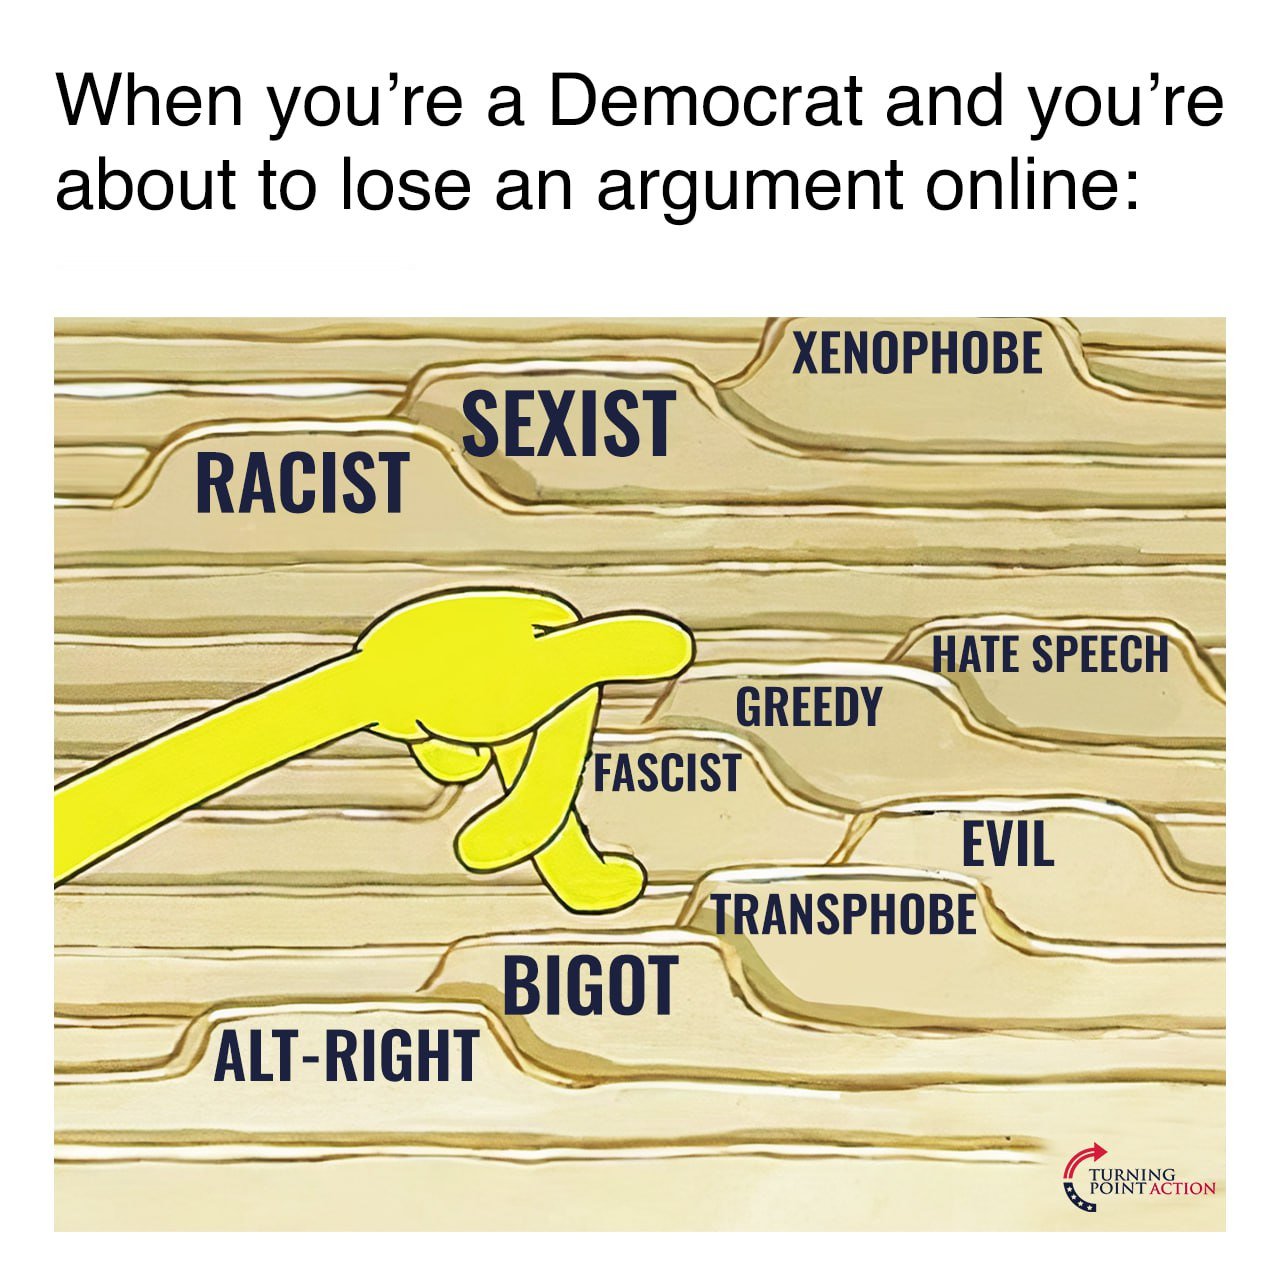 When you’re a Democrat and you’re
about to lose an argument online:
XENOPHOBE
SEXIST
RACIST
HATE SPEECH
GREEDY
FASCIST
EVIL
TRANSPHOBE
BIGOT
ALT-RIGHT
TURNING
POINT ACTION